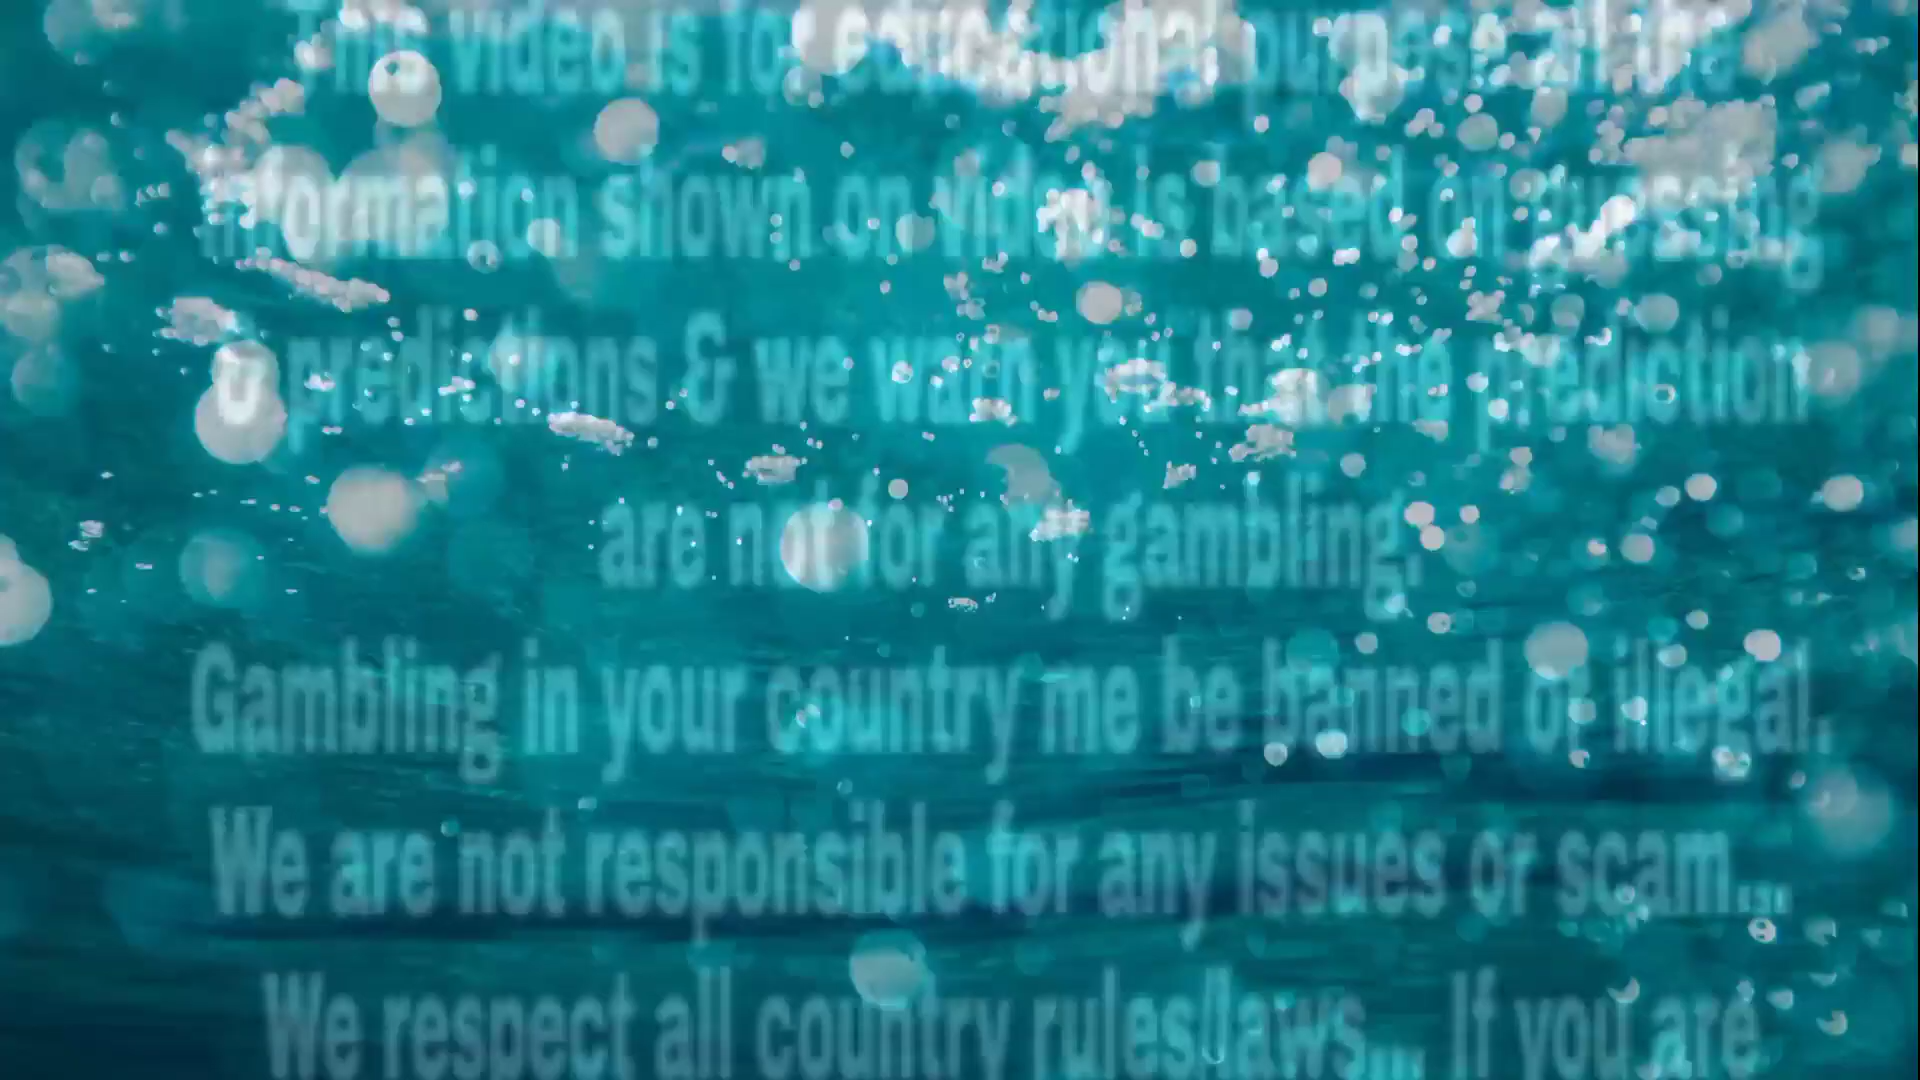 This video is for educational purpose all the
information shown on video is based on guessing
o predictions & we warn you that the prediction
are not for any gambling.
Gambling in your country me be banned or illegal.
We are not responsible for any issues or scam....
We respect all country rules/laws.... If you are